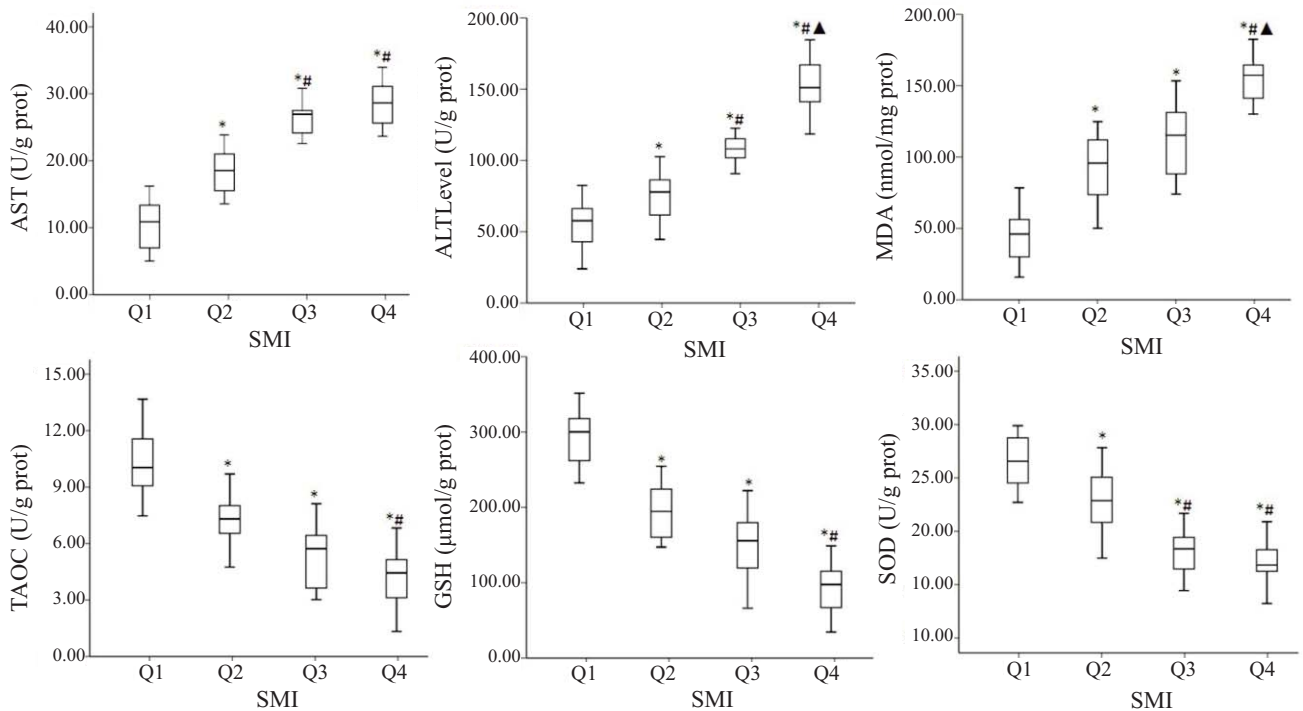 AST (U/g prot)
40.00
30.00
20.00
10.00
0.00
*
*#
*#
Q1 Q2 Q3 Q4
SMI
ALTLevel (U/g prot)
200.00
150.00
100.00
50.00
0.00
*
*#
*#▲
Q1 Q2 Q3 Q4
SMI
MDA (nmol/mg prot)
200.00
150.00
100.00
50.00
0.00
*
*
*#▲
Q1 Q2 Q3 Q4
SMI
TAOC (U/g prot)
15.00
12.00
9.00
6.00
3.00
0.00
*
*
*#
Q1 Q2 Q3 Q4
SMI
GSH (μmol/g prot)
400.00
300.00
200.00
100.00
0.00
*
*
*#
Q1 Q2 Q3 Q4
SMI
SOD (U/g prot)
35.00
30.00
25.00
20.00
10.00
10.00
*
*#
*#
Q1 Q2 Q3 Q4
SMI